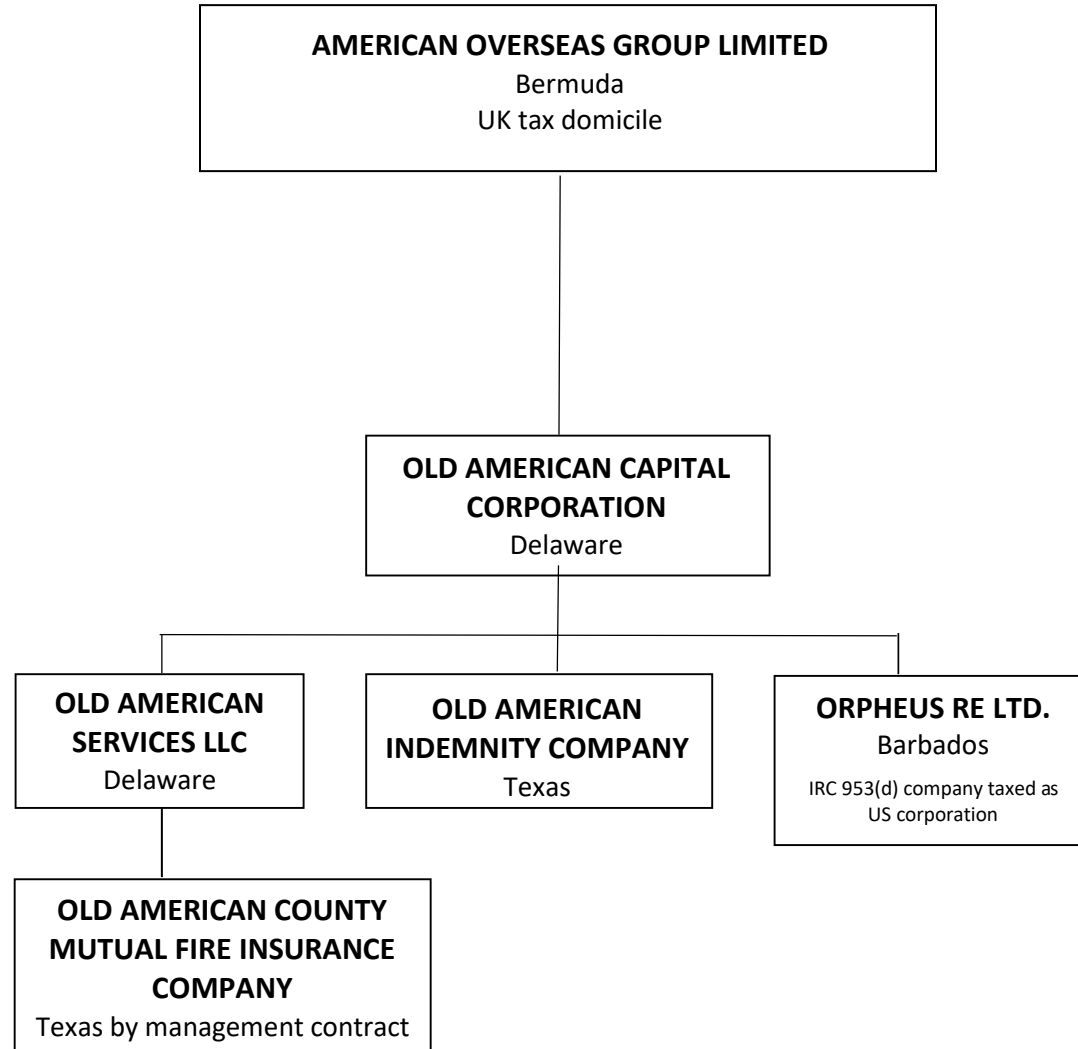 AMERICAN OVERSEAS GROUP LIMITED
Bermuda
UK tax domicile
OLD AMERICAN CAPITAL
CORPORATION
Delaware
OLD AMERICAN
SERVICES LLC
Delaware
OLD AMERICAN
INDEMNITY COMPANY
Texas
ORPHEUS RE LTD.
Barbados
IRC 953(d) company taxed as
US corporation
OLD AMERICAN COUNTY
MUTUAL FIRE INSURANCE
COMPANY
Texas by management contract